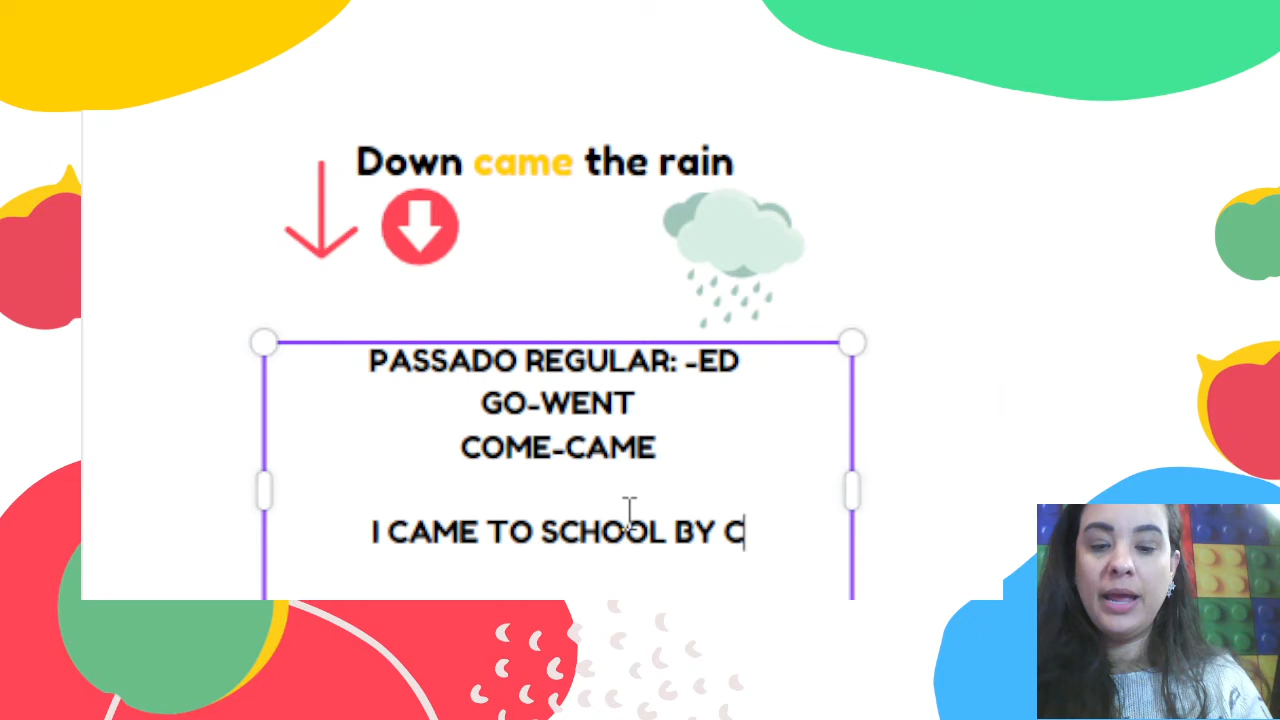 Down came the rain
PASSADO REGULAR: -ED
GO-WENT
COME-CAME
I CAME TO SCHOOL BY C